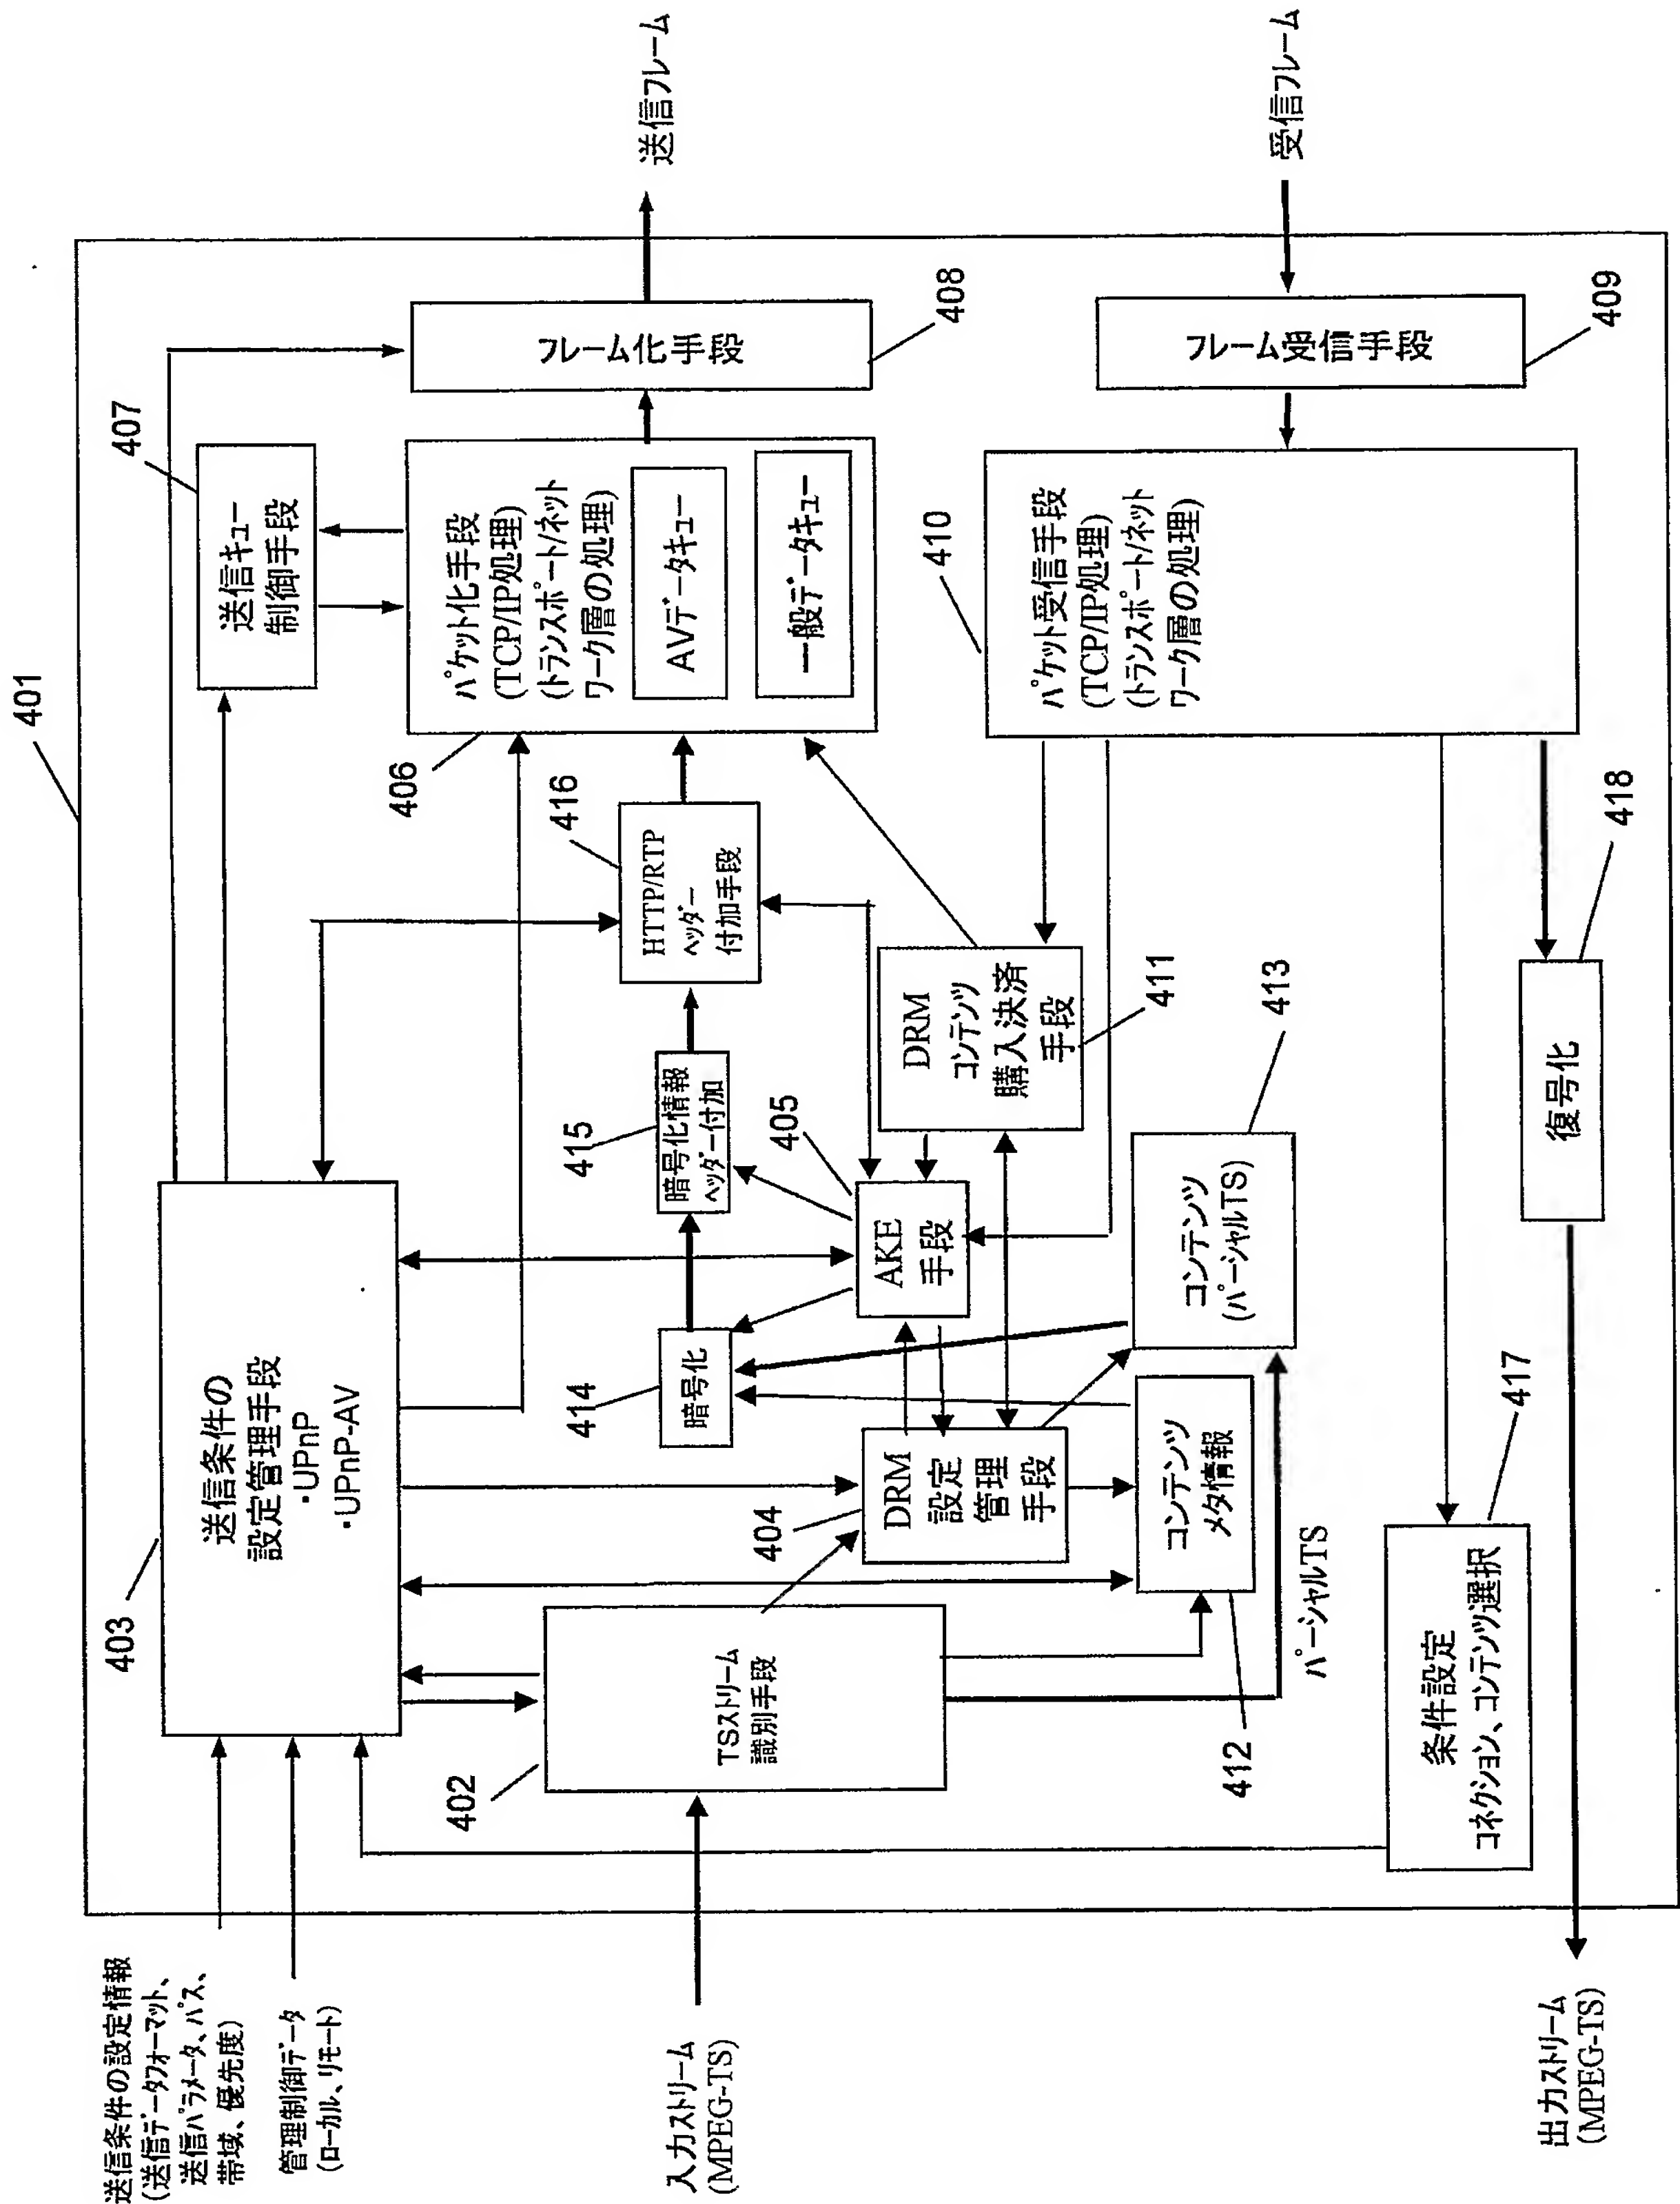 401
送信条件の設定情報
(送信データフォーマット、
送信パラメータ、パス、
帯域、優先度)
管理制御データ
(ローカル、リモート)
403
送信条件の
設定管理手段
・UPnP
・UPnP-AV
407
送信キュー
制御手段
フレーム化手段
408
送信フレーム
入力ストリーム
(MPEG-TS)
402
TSストリーム
識別手段
414
暗号化
415
暗号化情報
ヘッダー付加
416
HTTP/RTP
ヘッダー
付加手段
406
パケット化手段
(TCP/IP処理)
(トランスポート/ネット
ワーク層の処理)
AVデータキュー
一般データキュー
404
DRM
設定
管理
手段
405
AKE
手段
DRM
コンテンツ
購入決済
手段
411
412
コンテンツ
メタ情報
413
コンテンツ
(パーシャルTS)
パーシャルTS
410
パケット受信手段
(TCP/IP処理)
(トランスポート/ネット
ワーク層の処理)
フレーム受信手段
409
受信フレーム
417
条件設定
コネクション、コンテンツ選択
418
復号化
出力ストリーム
(MPEG-TS)